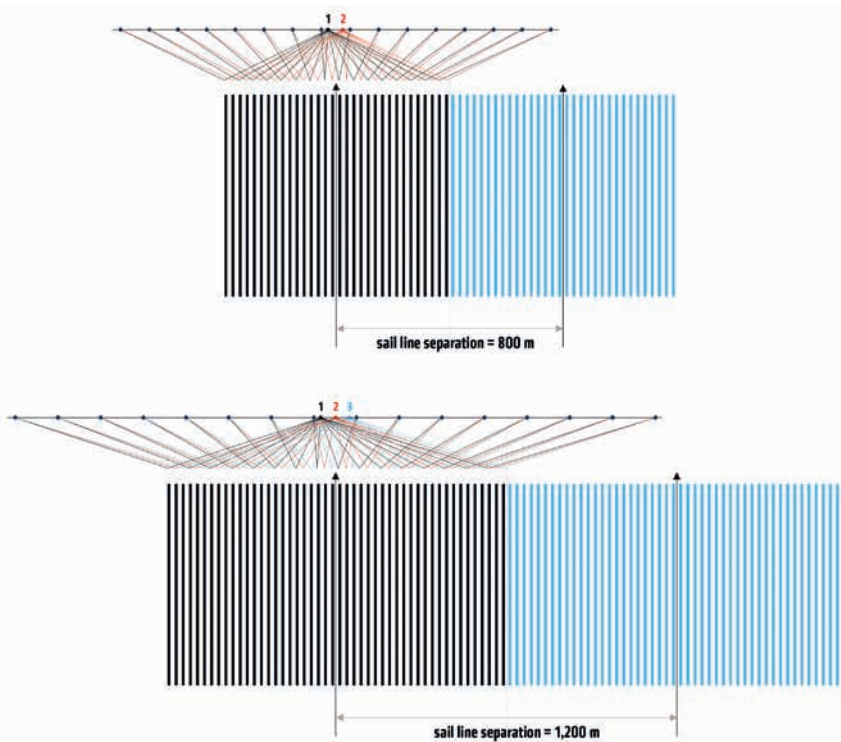 1 2
sail line separation = 800 m
1 2 3
sail line separation = 1,200 m